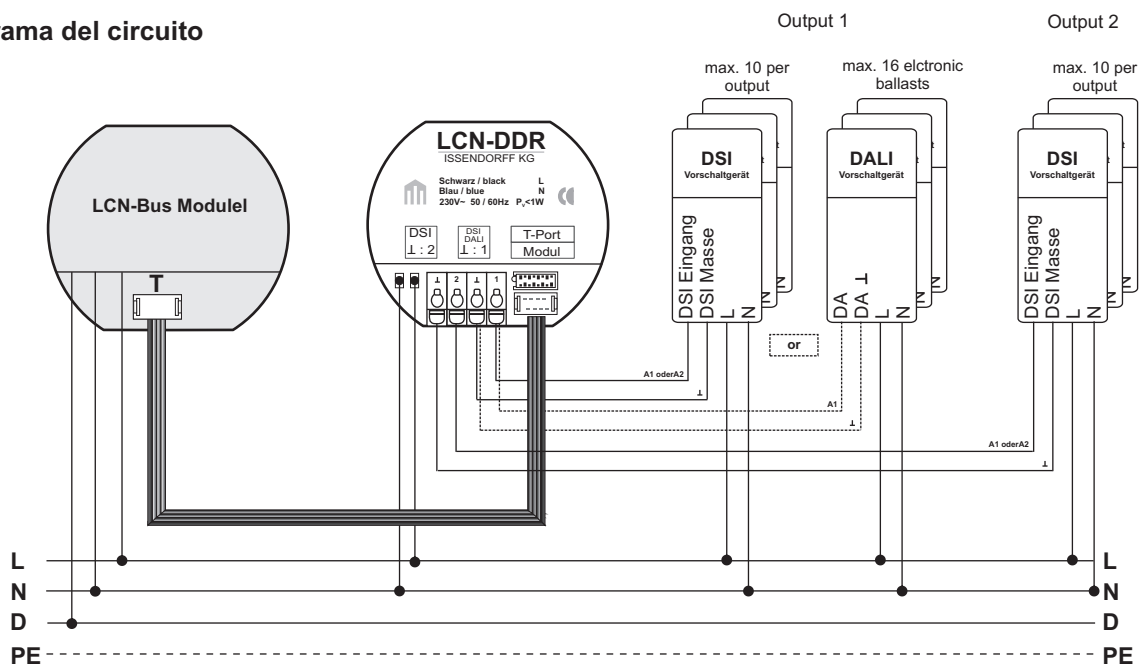 rama del circuito
Output 1
Output 2
max. 10 per
output
max. 16 elctronic
ballasts
max. 10 per
output
LCN-Bus Modulel
T
LCN-DDR
ISSENDORFF KG
Schwarz / black L
Blau / blue N
230V~ 50 / 60Hz Pv<1W
DSI
⊥ : 2
DSI
DALI
⊥ : 1
T-Port
Modul
⊥ 2 ⊥ 1
DSI
Vorschaltgerät
t
DSI Eingang
DSI Masse
L
N
N
N
DALI
Vorschaltgerät
t
DA
DA ⊥
L
N
N
N
DSI
Vorschaltgerät
t
DSI Eingang
DSI Masse
L
N
N
N
or
A1 oderA2
⊥
A1
⊥
A1 oderA2
⊥
L L
N N
D D
PE PE